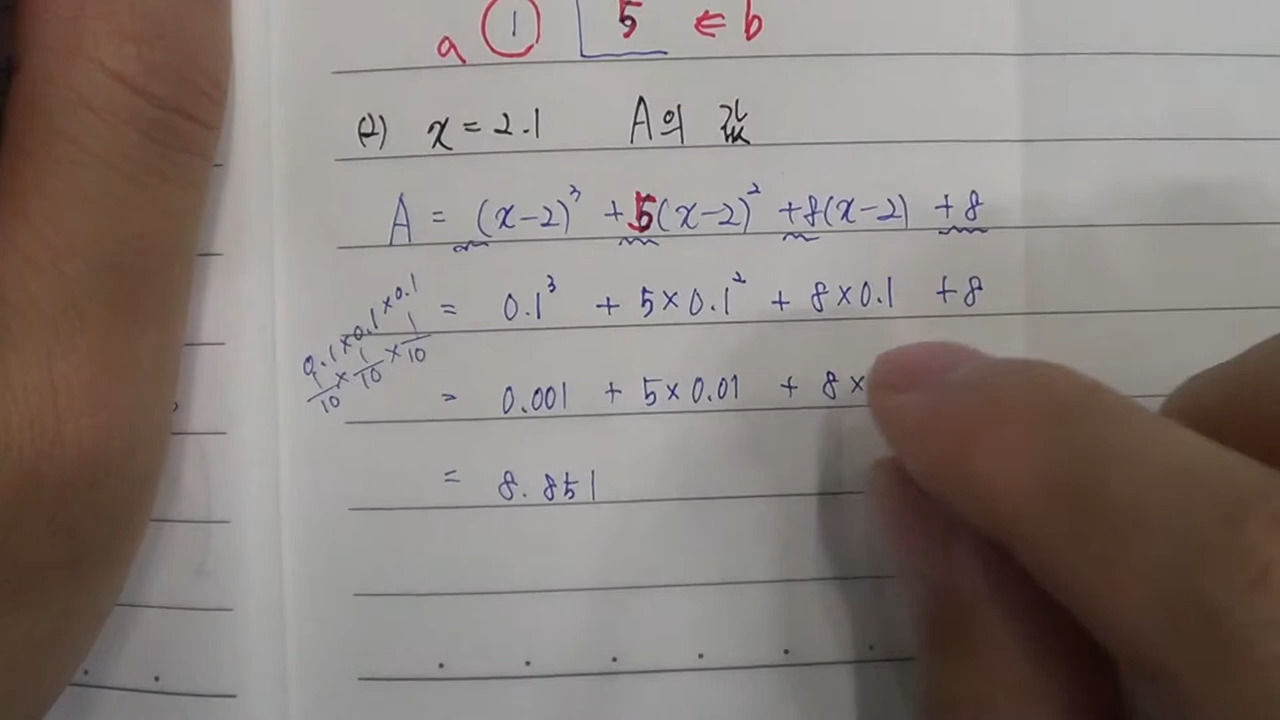 a ① 5 ⇐ b
(2) x = 2.1 A의 값
A = (x-2)³ + 5(x-2)² + 8(x-2) + 8
= 0.1³ + 5×0.1² + 8×0.1 + 8
0.1×0.1×0.1
1/10 × 1/10 × 1/10
= 0.001 + 5×0.01 + 8×
= 8.851